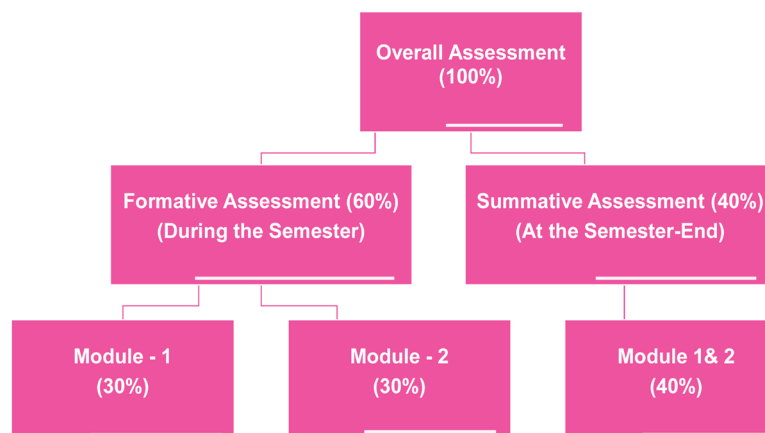 Overall Assessment
(100%)
Formative Assessment (60%)
(During the Semester)
Summative Assessment (40%)
(At the Semester-End)
Module - 1
(30%)
Module - 2
(30%)
Module 1& 2
(40%)